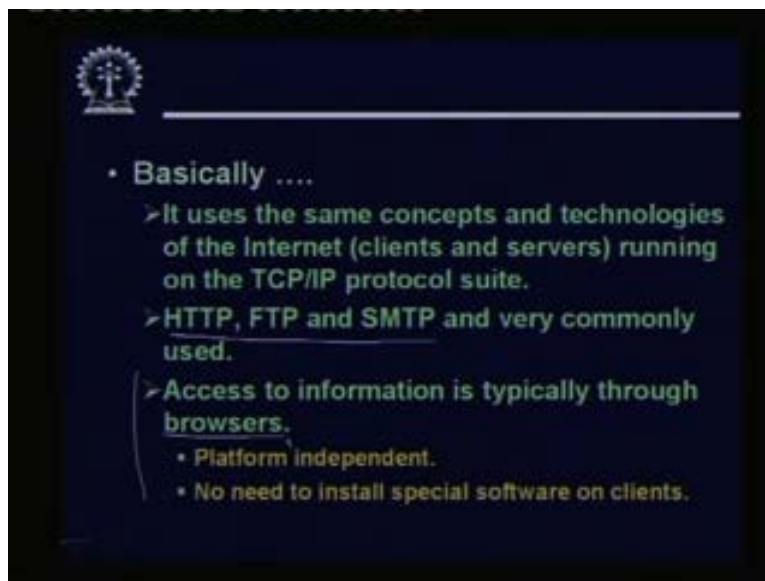 • Basically ....
➢It uses the same concepts and technologies
of the Internet (clients and servers) running
on the TCP/IP protocol suite.
➢HTTP, FTP and SMTP and very commonly
used.
➢Access to information is typically through
browsers.
• Platform independent.
• No need to install special software on clients.